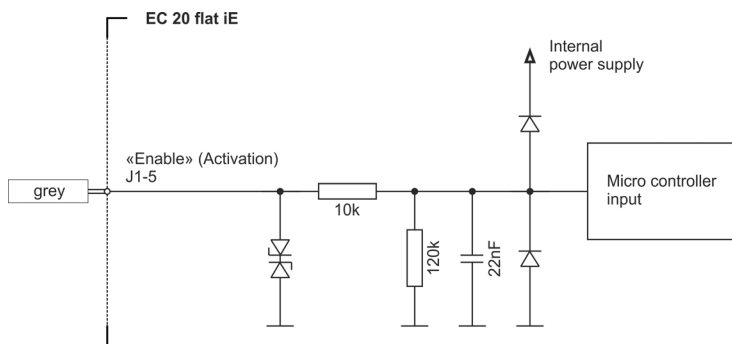 EC 20 flat iE
Internal
power supply
«Enable» (Activation)
J1-5
grey
10k
120k
22nF
Micro controller
input